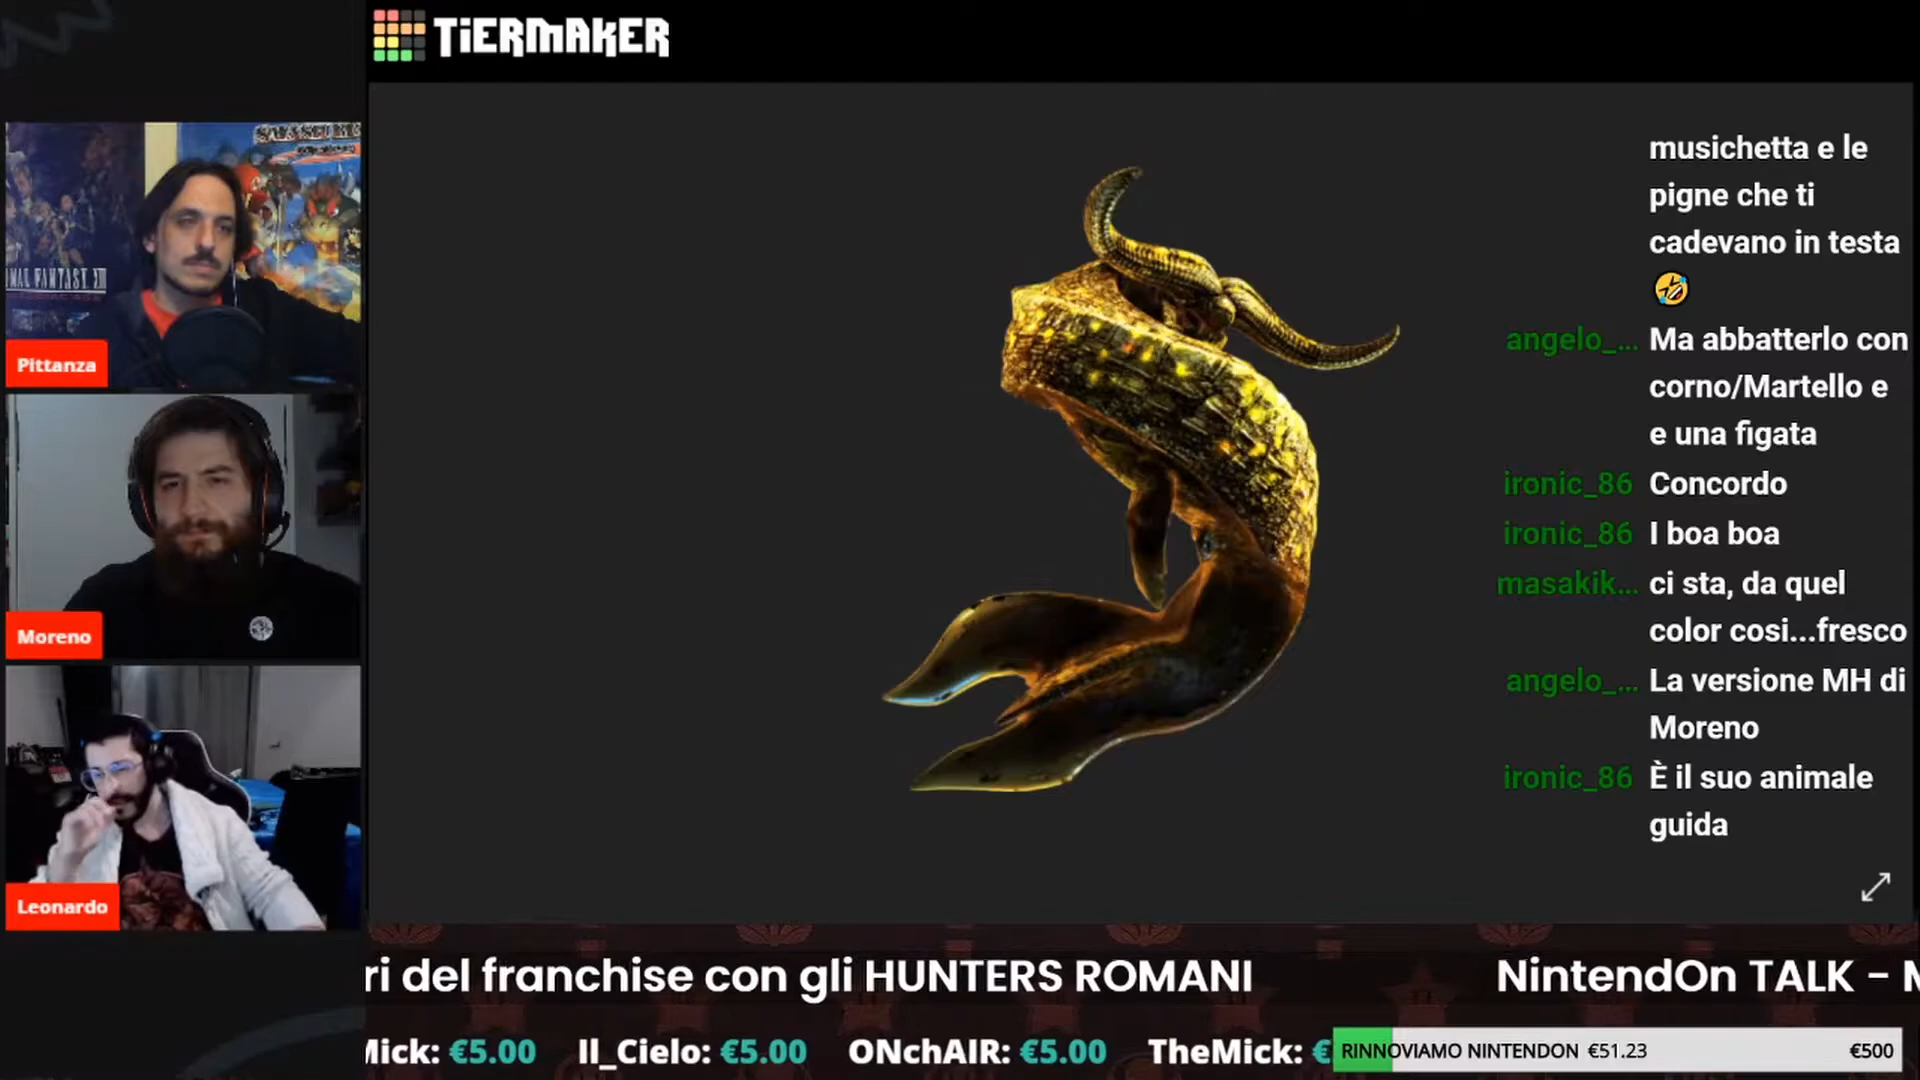 TiERMAKER
FINAL FANTASY XII
Pittanza
Moreno
Leonardo
musichetta e le
pigne che ti
cadevano in testa
🤣
angelo_... Ma abbatterlo con
corno/Martello e
e una figata
ironic_86 Concordo
ironic_86 I boa boa
masakik... ci sta, da quel
color cosi...fresco
angelo_... La versione MH di
Moreno
ironic_86 È il suo animale
guida
ri del franchise con gli HUNTERS ROMANI NintendOn TALK - M
Mick: €5.00 Il_Cielo: €5.00 ONchAIR: €5.00 TheMick: €
RINNOVIAMO NINTENDON €51.23 €500